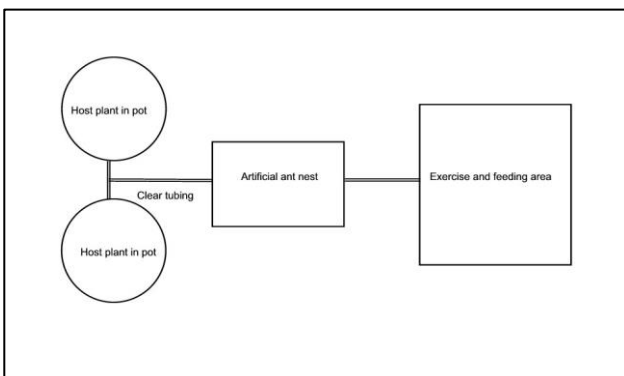 Host plant in pot
Artificial ant nest
Exercise and feeding area
Clear tubing
Host plant in pot